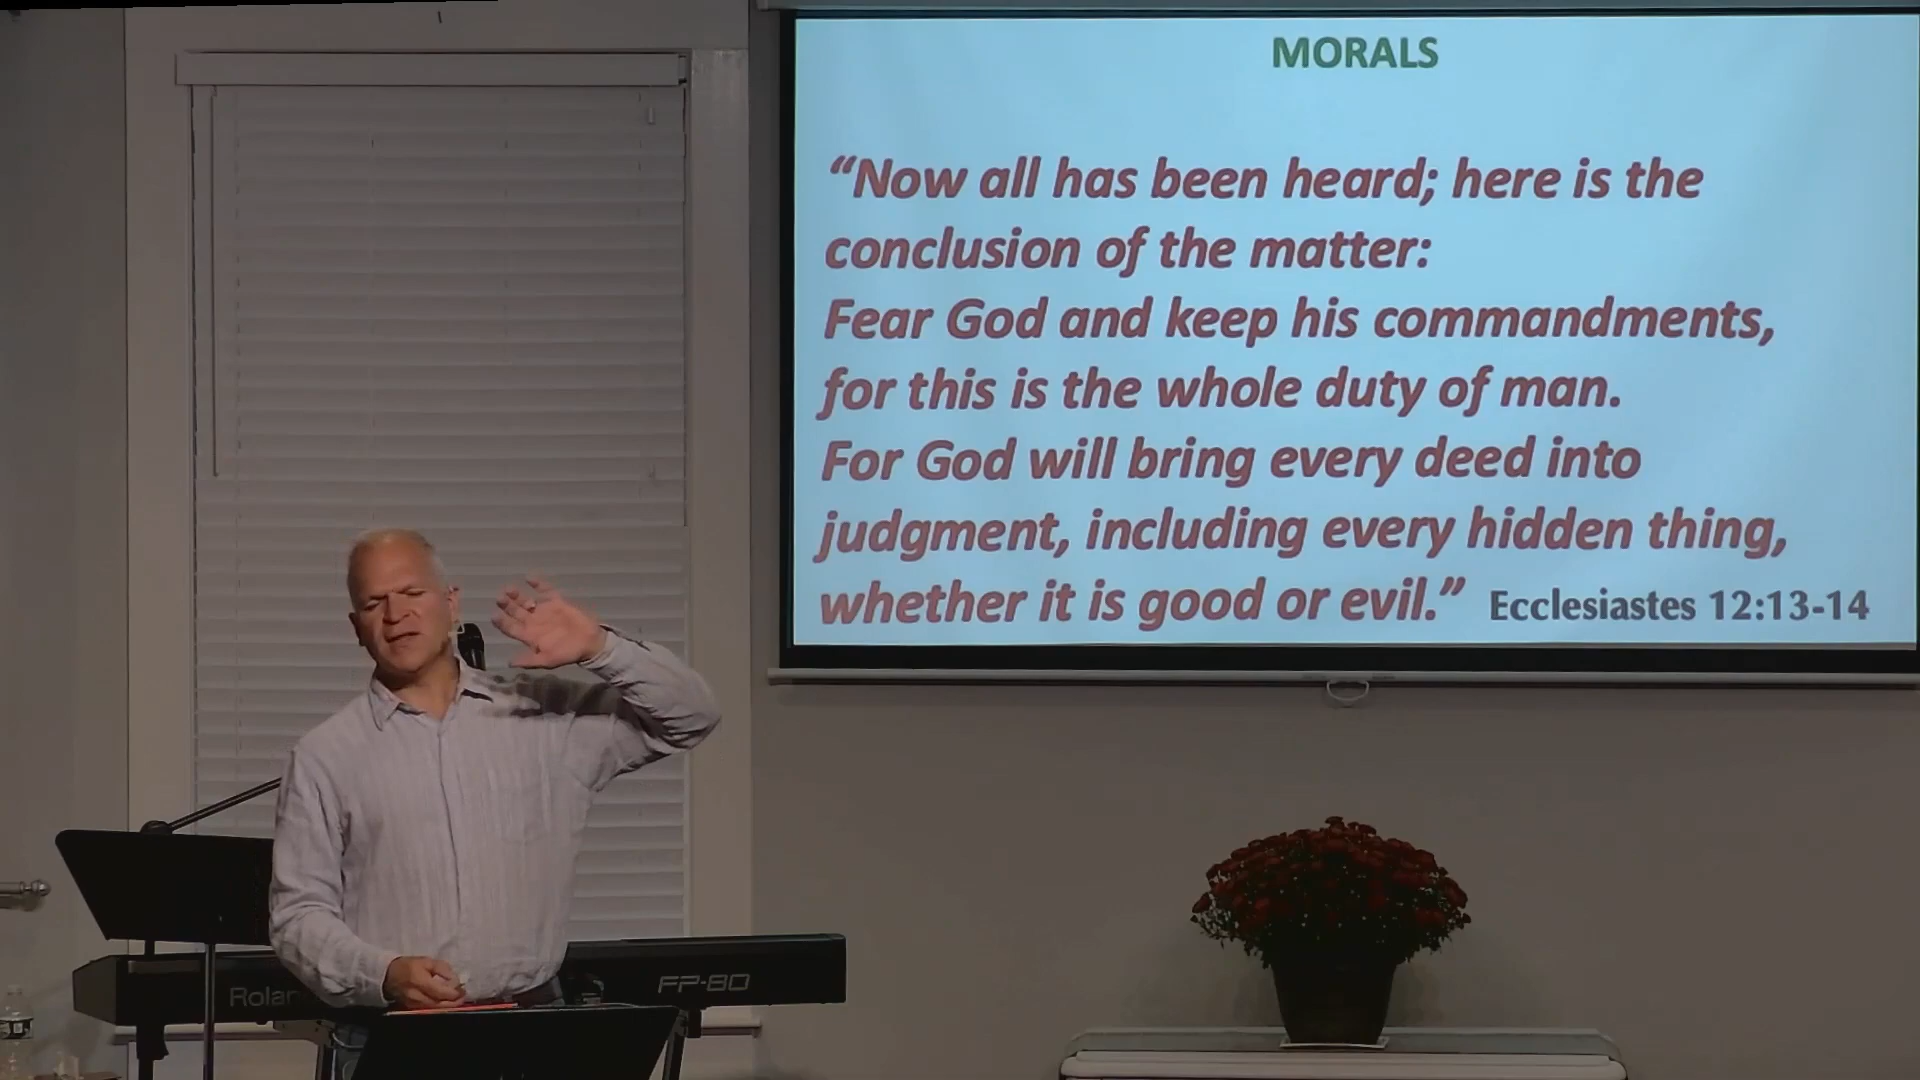 MORALS
“Now all has been heard; here is the
conclusion of the matter:
Fear God and keep his commandments,
for this is the whole duty of man.
For God will bring every deed into
judgment, including every hidden thing,
whether it is good or evil.” Ecclesiastes 12:13-14
Rolan
FP-80